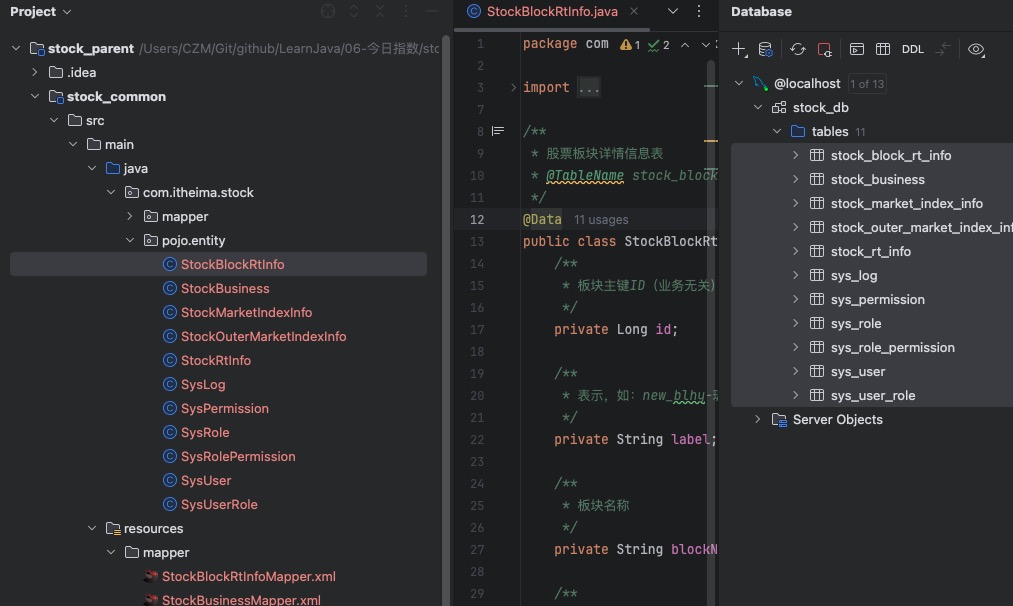 Project
stock_parent /Users/CZM/Git/github/LearnJava/06-今日指数/sto
.idea
stock_common
src
main
java
com.itheima.stock
mapper
pojo.entity
StockBlockRtInfo
StockBusiness
StockMarketIndexInfo
StockOuterMarketIndexInfo
StockRtInfo
SysLog
SysPermission
SysRole
SysRolePermission
SysUser
SysUserRole
resources
mapper
StockBlockRtInfoMapper.xml
StockBusinessMapper.xml
StockBlockRtInfo.java
1 package com 1 2
2
3 import ...
7
8 /**
9 * 股票板块详情信息表
10 * @TableName stock_block
11 */
12 @Data 11 usages
13 public class StockBlockRt
14 /**
15 * 板块主键ID（业务无关）
16 */
17 private Long id;
18
19 /**
20 * 表示，如：new_blhy-
21 */
22 private String label;
23
24 /**
25 * 板块名称
26 */
27 private String blockN
28
29 /**
Database
DDL
@localhost 1 of 13
stock_db
tables 11
stock_block_rt_info
stock_business
stock_market_index_info
stock_outer_market_index_inf
stock_rt_info
sys_log
sys_permission
sys_role
sys_role_permission
sys_user
sys_user_role
Server Objects